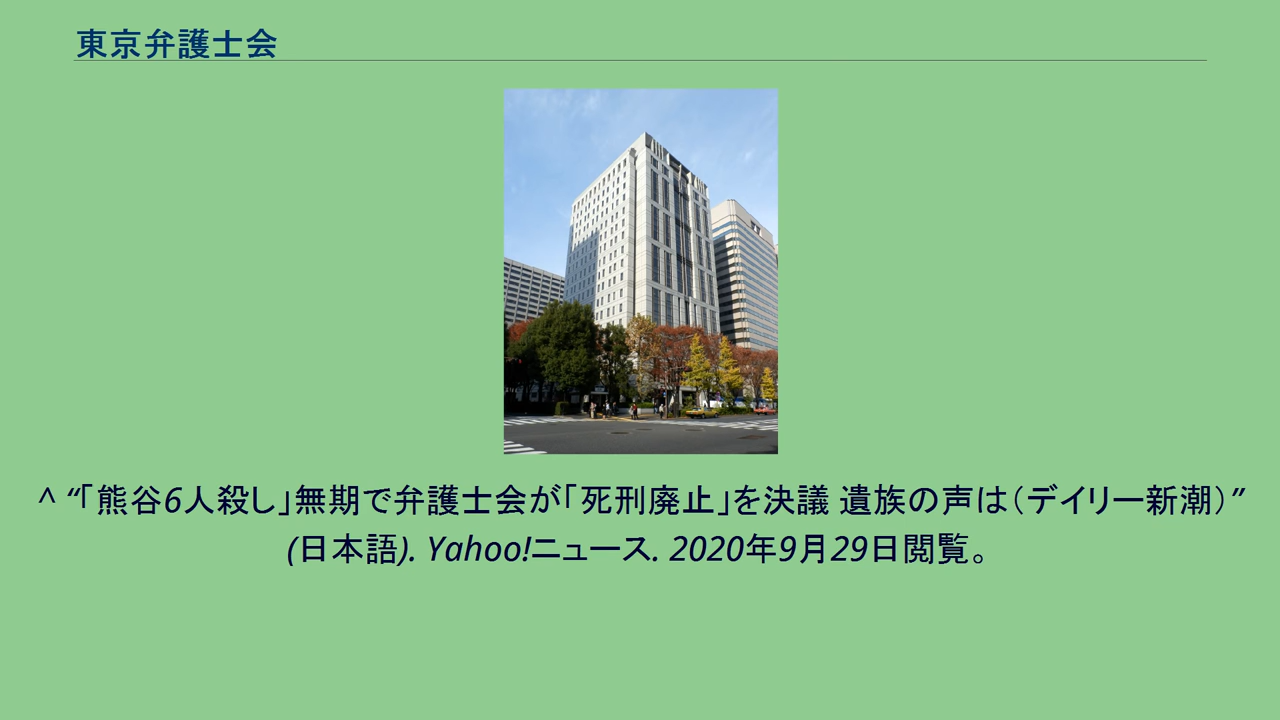 東京弁護士会
^ “「熊谷6人殺し」無期で弁護士会が「死刑廃止」を決議 遺族の声は（デイリー新潮）”
(日本語). Yahoo!ニュース. 2020年9月29日閲覧。